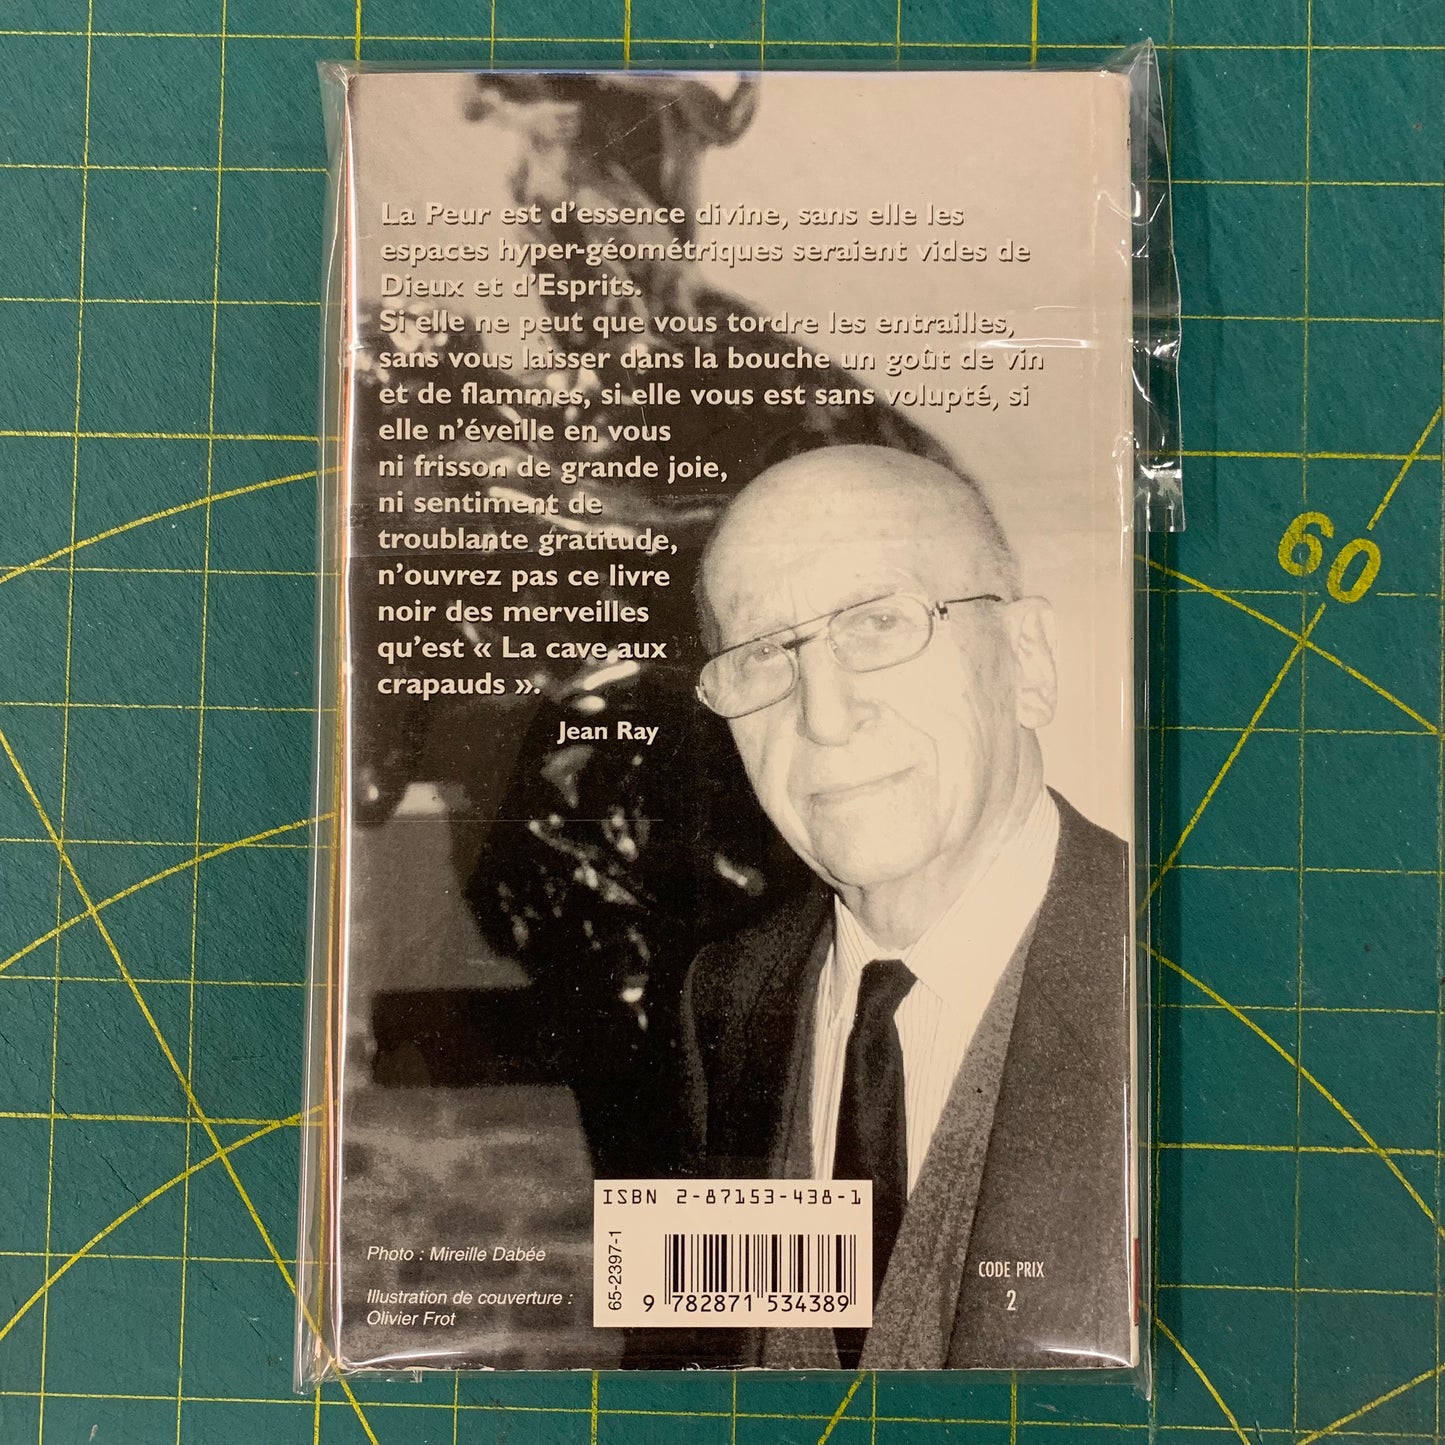 La Peur est d'essence divine, sans elle les
espaces hyper-géométriques seraient vides de
Dieux et d'Esprits.
Si elle ne peut que vous tordre les entrailles,
sans vous laisser dans la bouche un goût de vin
et de flammes, si elle vous est sans volupté, si
elle n'éveille en vous
ni frisson de grande joie,
ni sentiment de
troublante gratitude,
n'ouvrez pas ce livre
noir des merveilles
qu'est « La cave aux
crapauds ».
Jean Ray
Photo : Mireille Dabée
Illustration de couverture :
Olivier Frot
ISBN 2-87153-438-1
65-2397-1
9 782871 534389
CODE PRIX
2
60